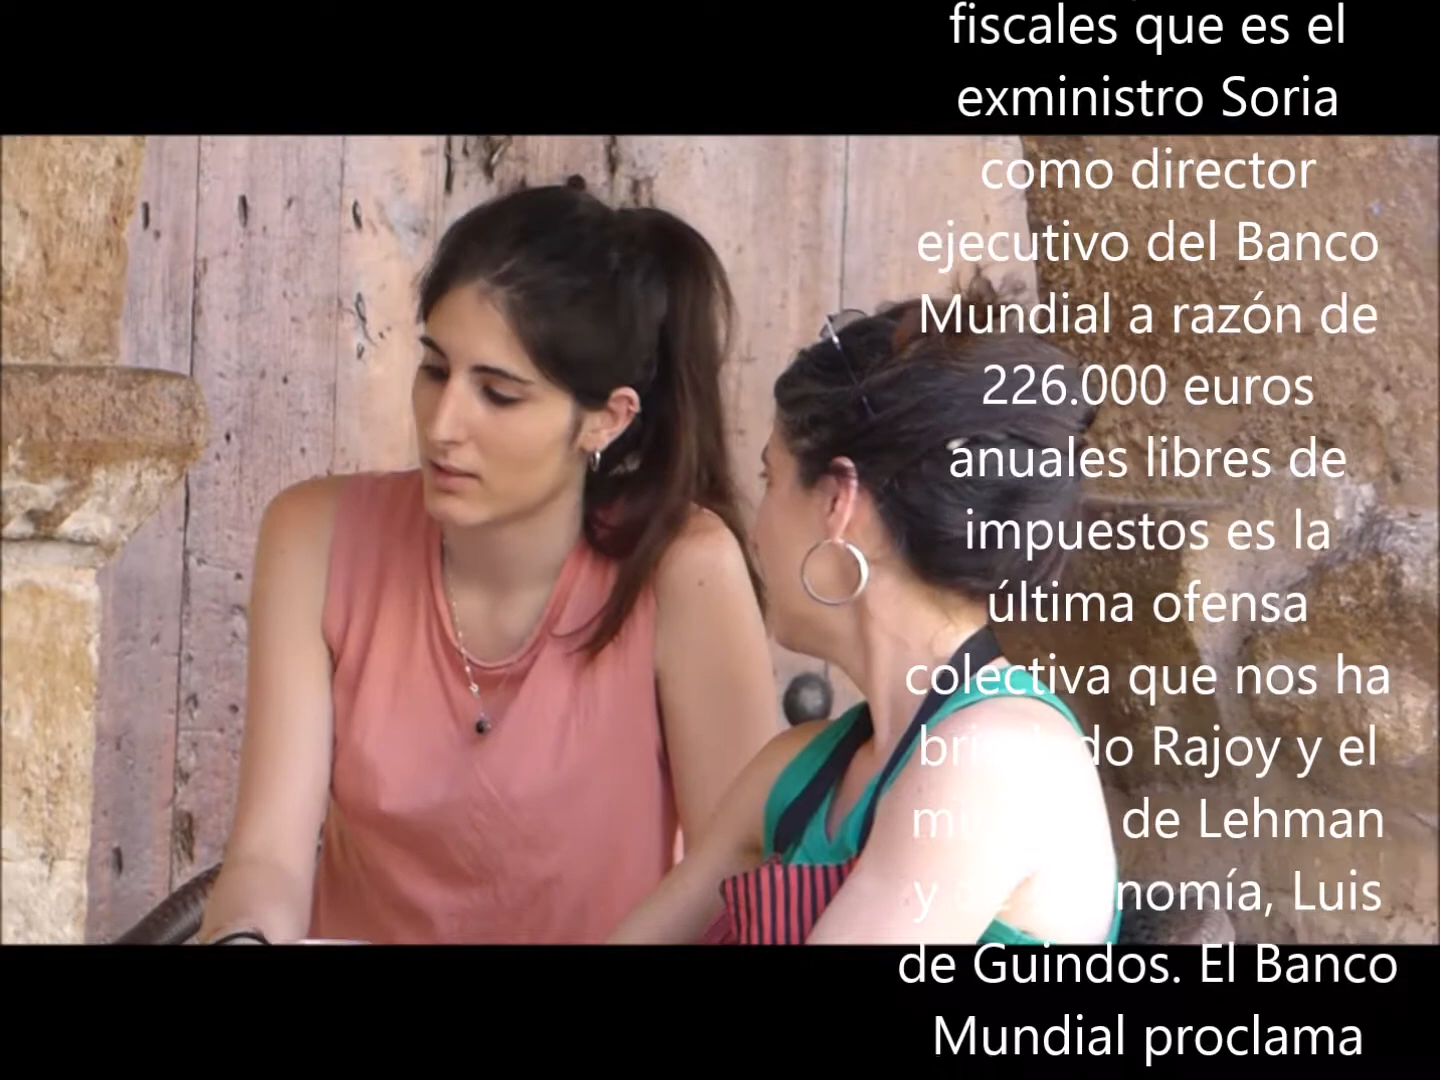 fiscales que es el
exministro Soria
como director
ejecutivo del Banco
Mundial a razón de
226.000 euros
anuales libres de
impuestos es la
última ofensa
colectiva que nos ha
Rajoy y el
de Lehman
y Luis
de Guindos. El Banco
Mundial proclama